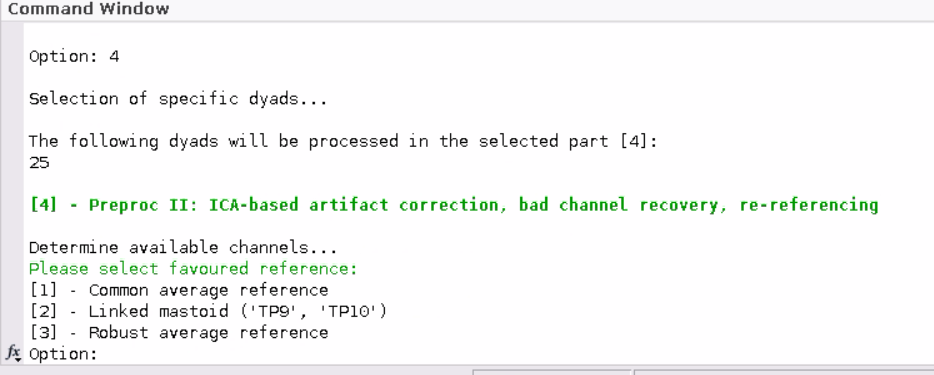 Command Window
Option: 4
Selection of specific dyads...
The following dyads will be processed in the selected part [4]:
25
[4] - Preproc II: ICA-based artifact correction, bad channel recovery, re-referencing
Determine available channels...
Please select favoured reference:
[1] - Common average reference
[2] - Linked mastoid ('TP9', 'TP10')
[3] - Robust average reference
fx Option: